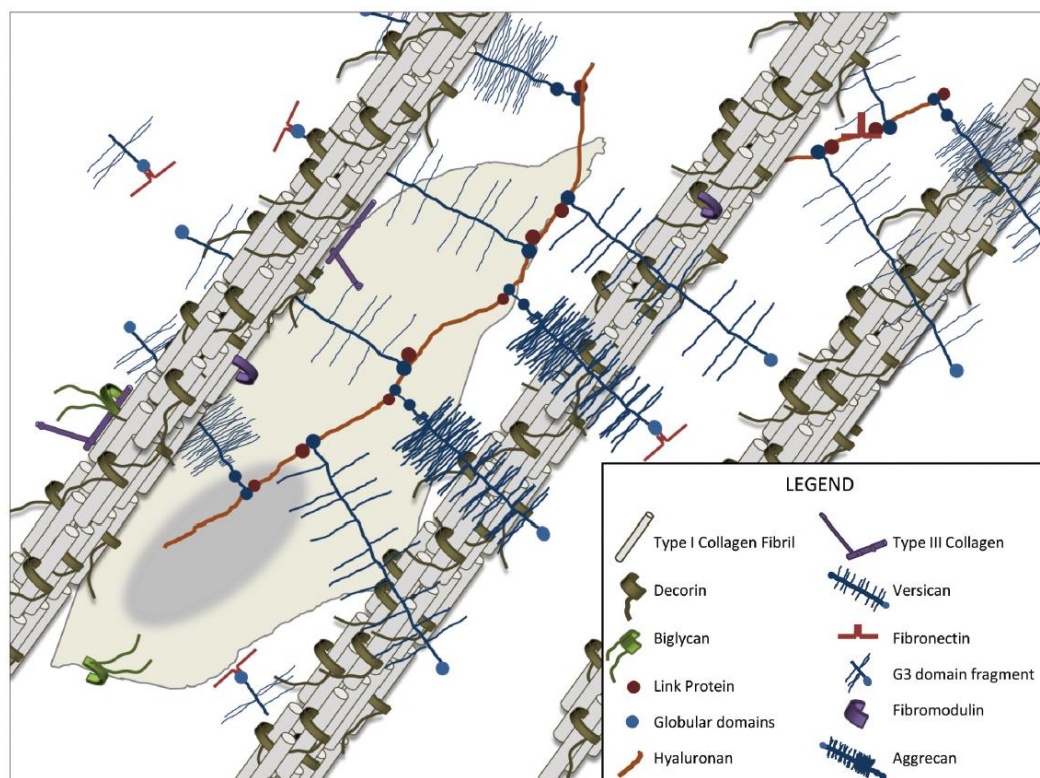 LEGEND
Type I Collagen Fibril
Type III Collagen
Decorin
Versican
Biglycan
Fibronectin
Link Protein
G3 domain fragment
Globular domains
Fibromodulin
Hyaluronan
Aggrecan